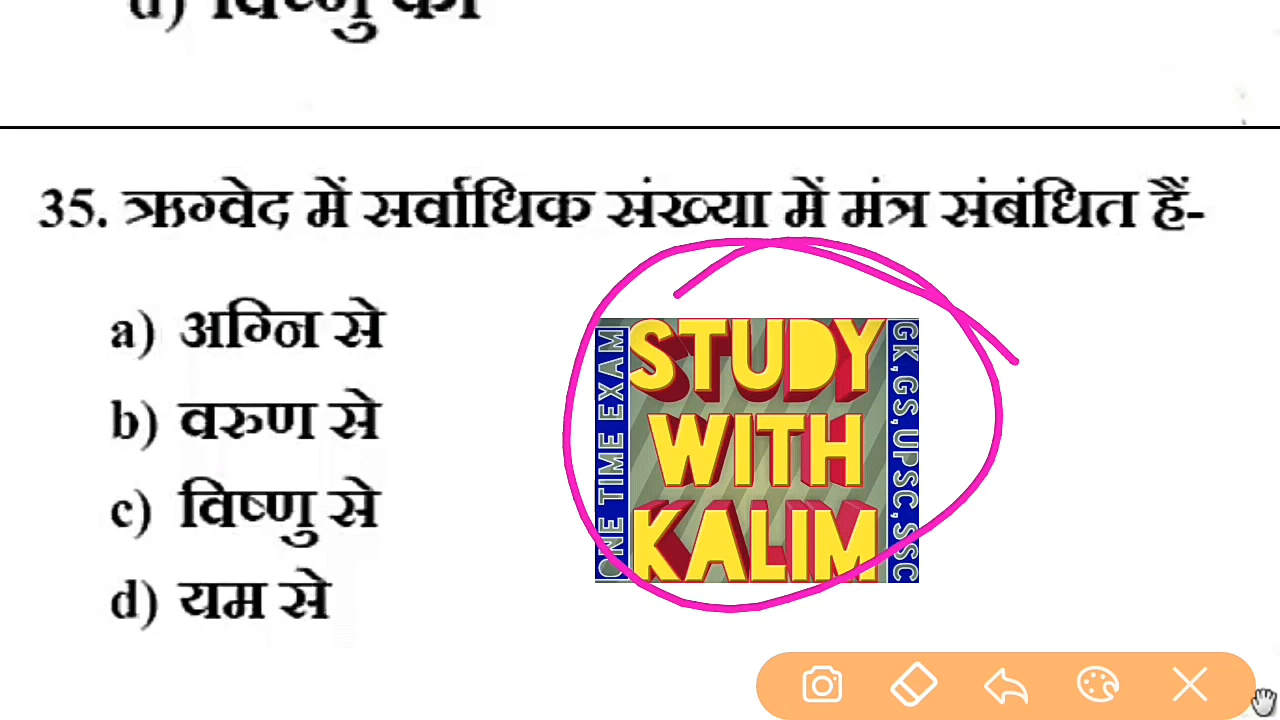 d) विष्णु का
35. ऋग्वेद में सर्वाधिक संख्या में मंत्र संबंधित हैं-
a) अग्नि से
b) वरुण से
c) विष्णु से
d) यम से
ONE TIME EXAM
STUDY
WITH
KALIM
GK,GS,UPSC,SSC